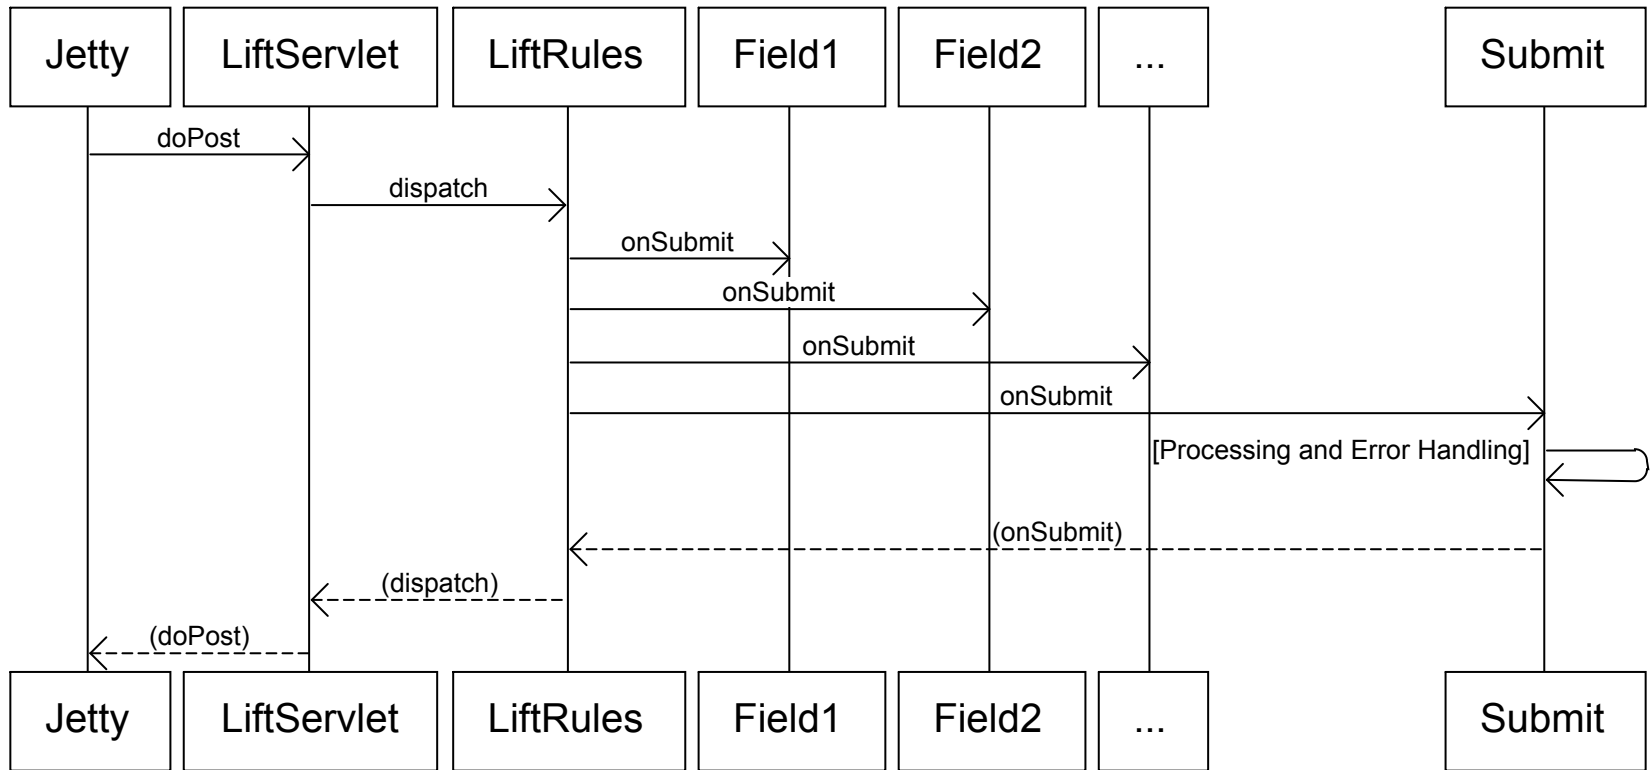 Jetty LiftServlet LiftRules Field1 Field2 ... Submit
doPost
dispatch
onSubmit
onSubmit
onSubmit
onSubmit
[Processing and Error Handling]
(onSubmit)
(dispatch)
(doPost)
Jetty LiftServlet LiftRules Field1 Field2 ... Submit